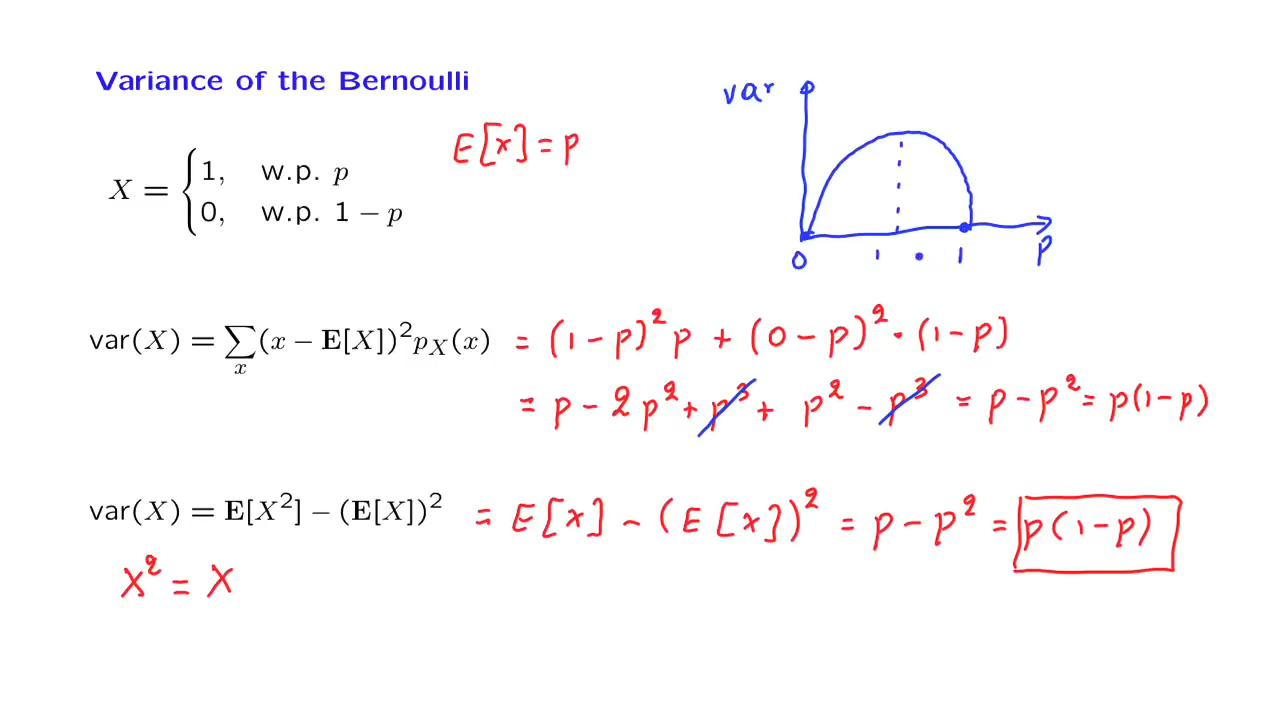 Variance of the Bernoulli
E[X] = p
X = { 1, w.p. p
0, w.p. 1 − p
var
0 1 . 1 p
var(X) = ∑ₓ (x − E[X])² p_X(x) = (1−p)² p + (0−p)² · (1−p)
= p − 2p² + p³ + p² − p³ = p − p² = p(1−p)
var(X) = E[X²] − (E[X])² = E[X] − (E[X])² = p − p² = p(1−p)
X² = X